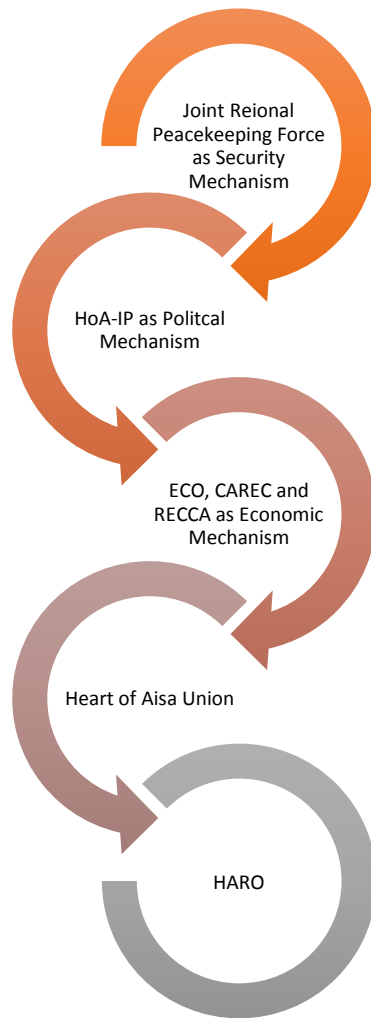 Joint Reional
Peacekeeping Force
as Security
Mechanism
HoA-IP as Politcal
Mechanism
ECO, CAREC and
RECCA as Economic
Mechanism
Heart of Aisa Union
HARO